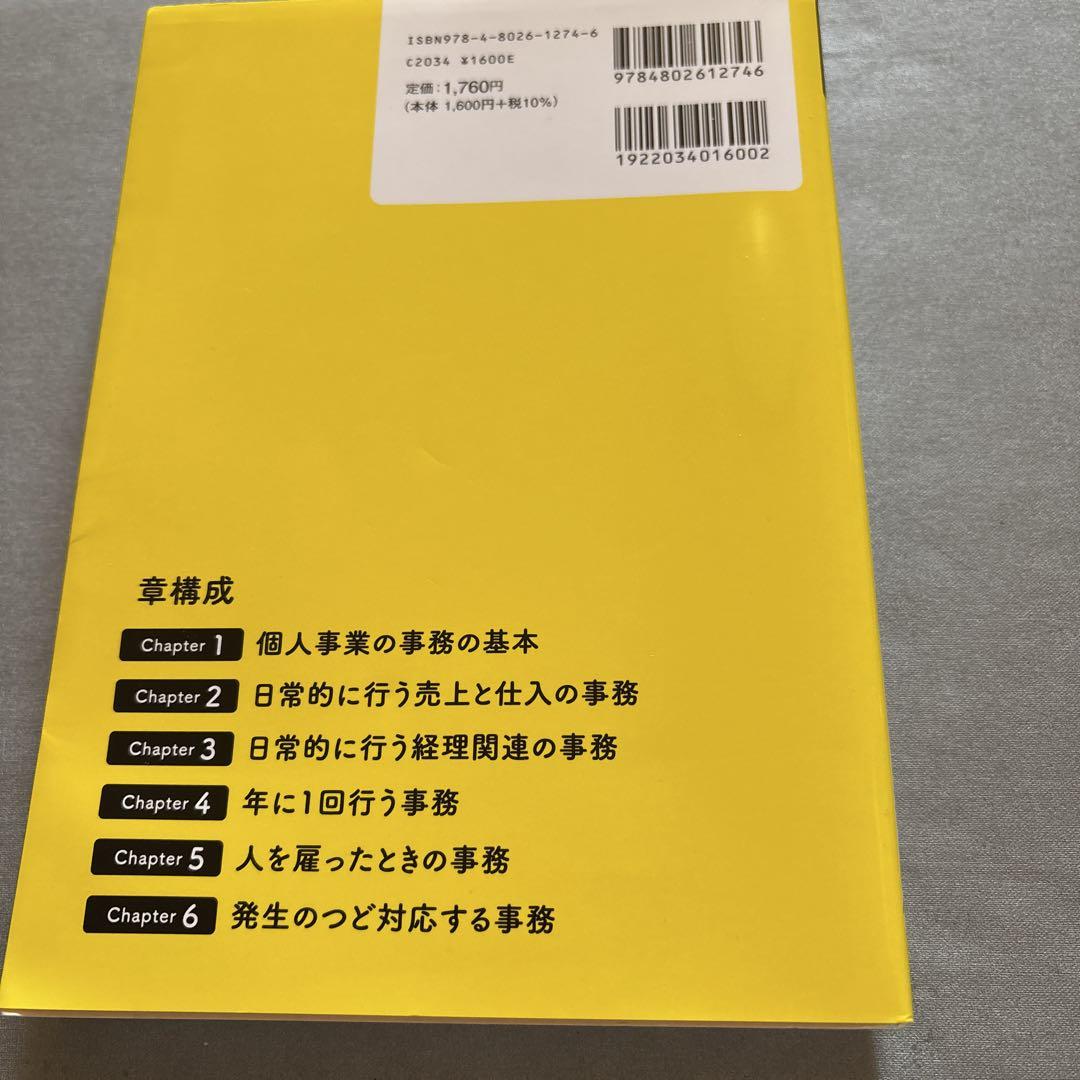 ISBN978-4-8026-1274-6
C2034 ¥1600E
定価:1,760円
(本体 1,600円+税10%)
9784802612746
1922034016002
章構成
Chapter 1 個人事業の事務の基本
Chapter 2 日常的に行う売上と仕入の事務
Chapter 3 日常的に行う経理関連の事務
Chapter 4 年に1回行う事務
Chapter 5 人を雇ったときの事務
Chapter 6 発生のつど対応する事務